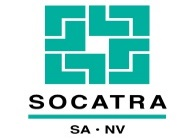 SOCATRA
SA · NV